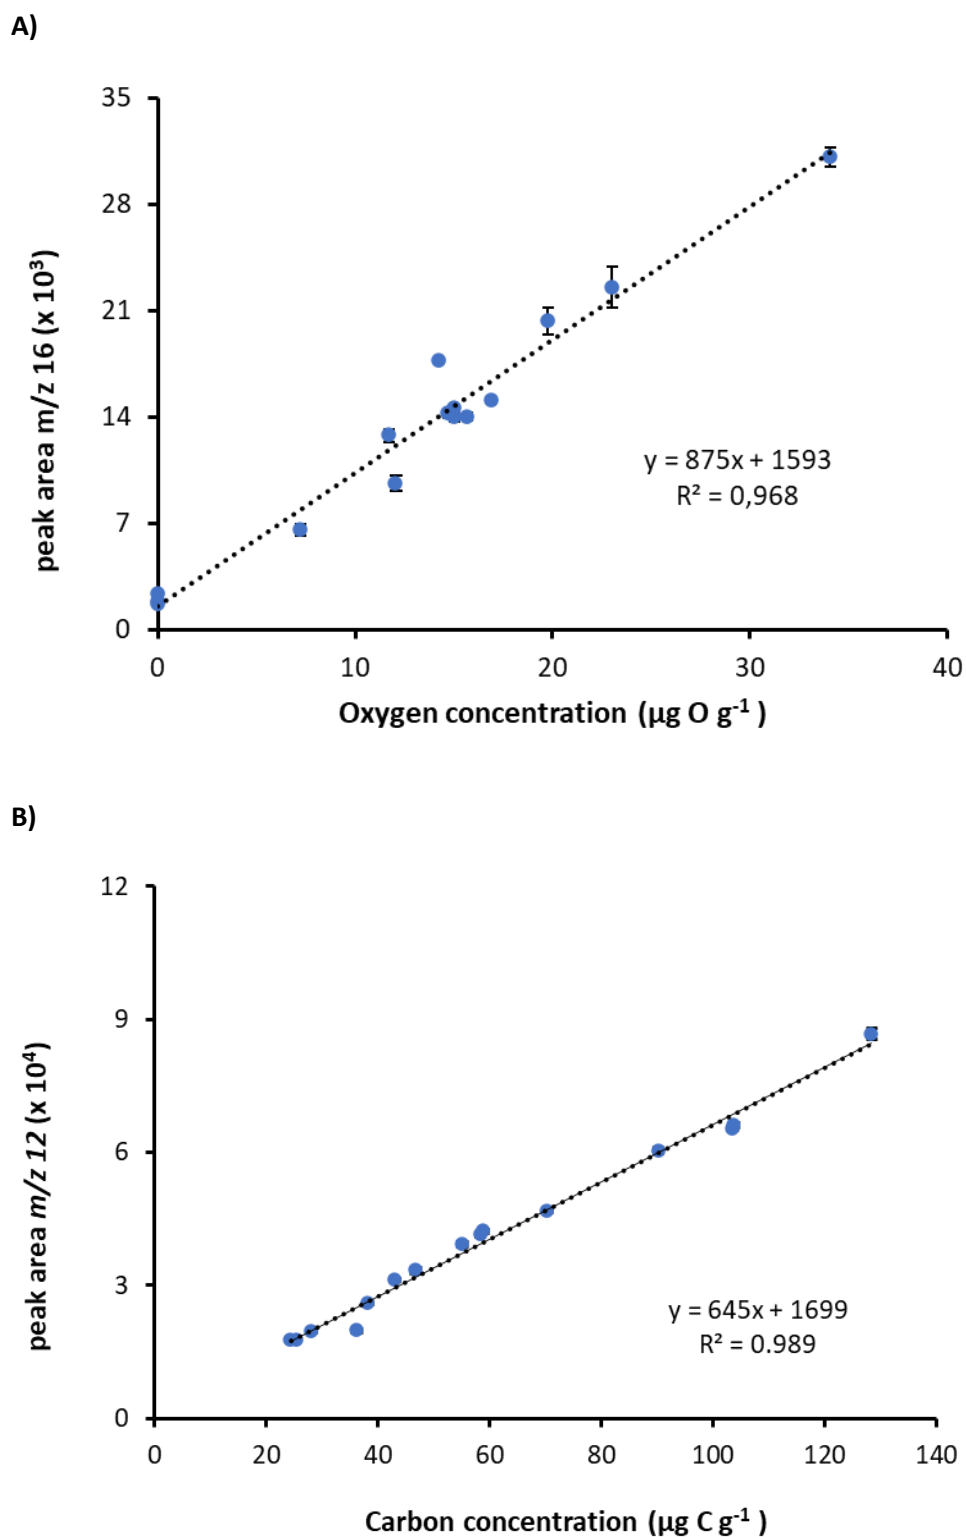 A)
35
28
21
14
7
0
peak area m/z 16 (x 10³)
y = 875x + 1593
R² = 0,968
0 10 20 30 40
Oxygen concentration (µg O g⁻¹ )
B)
12
9
6
3
0
peak area m/z 12 (x 10⁴)
y = 645x + 1699
R² = 0.989
0 20 40 60 80 100 120 140
Carbon concentration (µg C g⁻¹ )